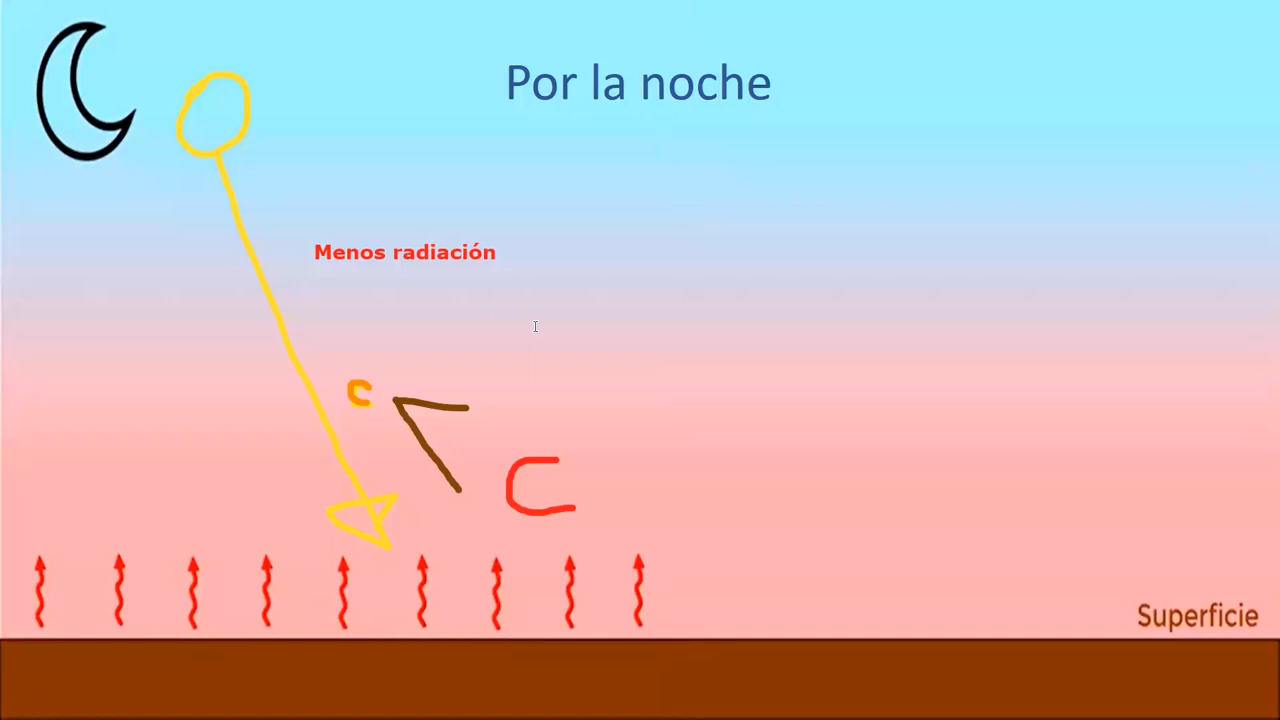 Por la noche
Menos radiación
c
C
Superficie